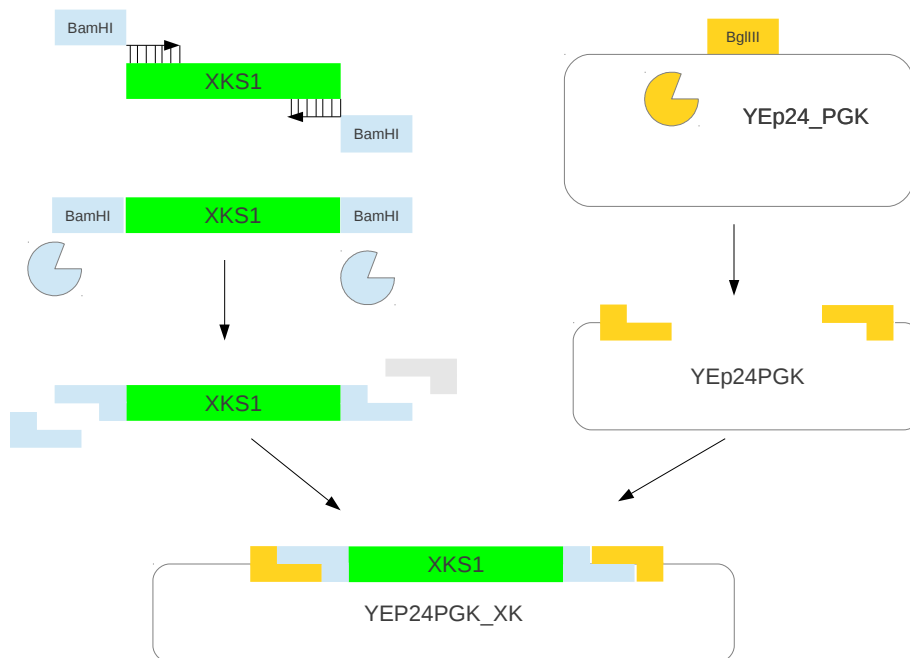 BamHI
XKS1
BamHI
BamHI
XKS1
BamHI
XKS1
BglIII
YEp24_PGK
YEp24PGK
XKS1
YEP24PGK_XK